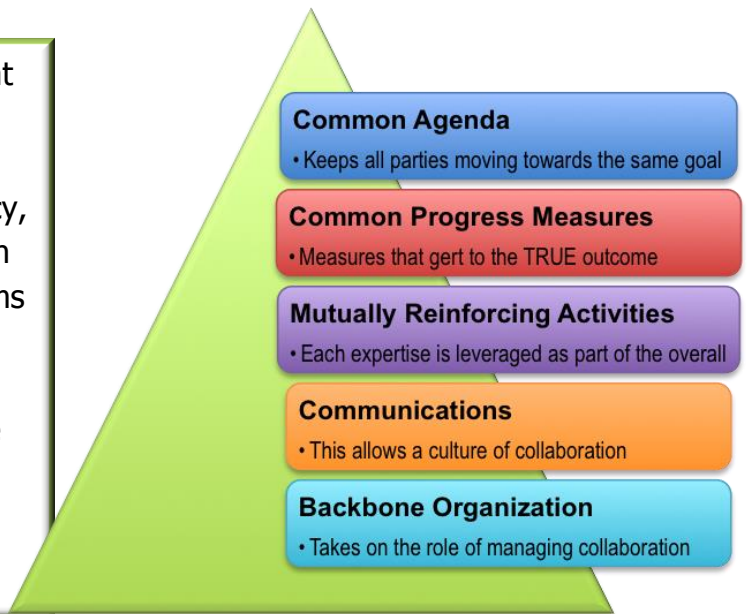 Common Agenda
• Keeps all parties moving towards the same goal
Common Progress Measures
• Measures that gert to the TRUE outcome
Mutually Reinforcing Activities
• Each expertise is leveraged as part of the overall
Communications
• This allows a culture of collaboration
Backbone Organization
• Takes on the role of managing collaboration